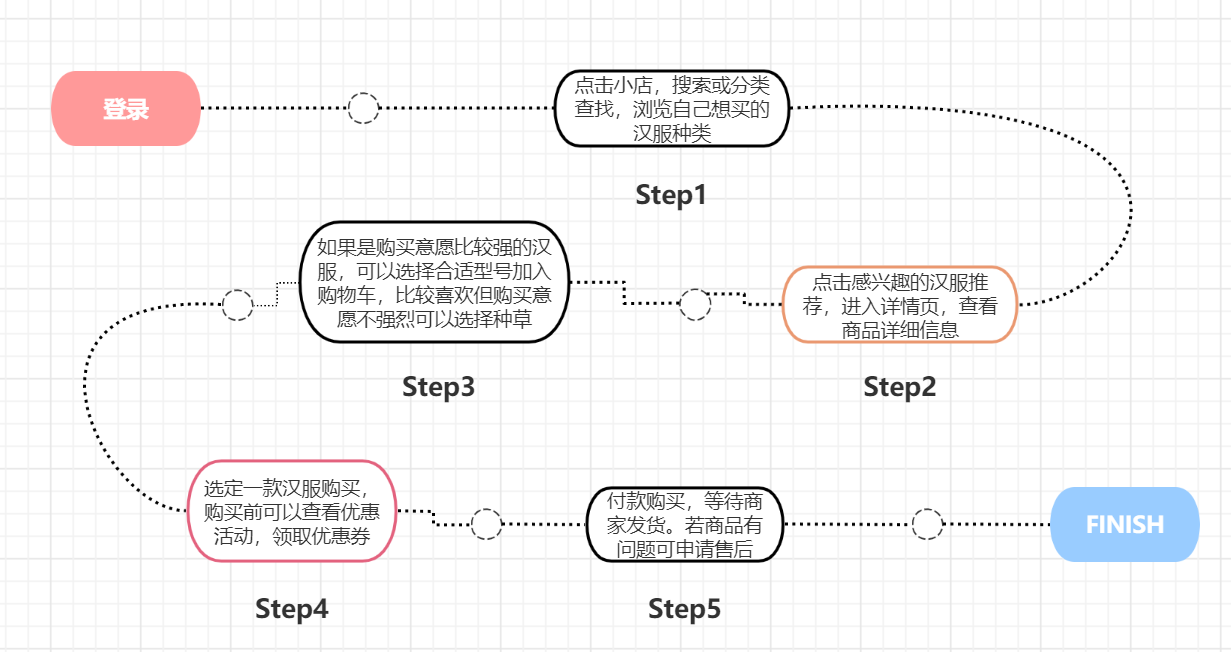 登录
点击小店，搜索或分类
查找，浏览自己想买的
汉服种类
Step1
点击感兴趣的汉服推
荐，进入详情页，查看
商品详细信息
Step2
如果是购买意愿比较强的汉
服，可以选择合适型号加入
购物车，比较喜欢但购买意
愿不强烈可以选择种草
Step3
选定一款汉服购买，
购买前可以查看优惠
活动，领取优惠券
Step4
付款购买，等待商
家发货。若商品有
问题可申请售后
Step5
FINISH